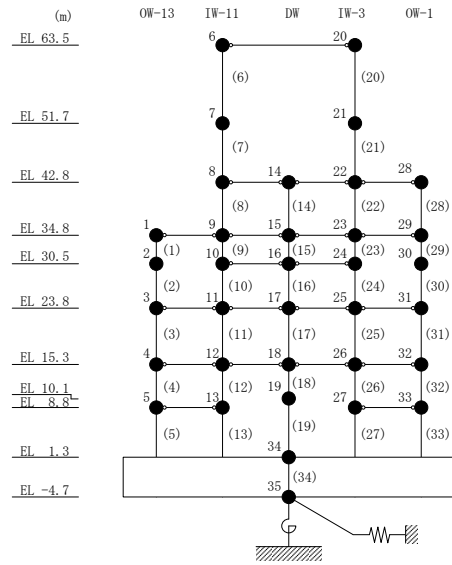 (m) OW-13 IW-11 DW IW-3 OW-1
EL 63.5 6 20
(6) (20)
EL 51.7 7 21
(7) (21)
EL 42.8 8 14 22 28
(8) (14) (22) (28)
EL 34.8 1 9 15 23 29
(1) (9) (15) (23) (29)
EL 30.5 2 10 16 24 30
(2) (10) (16) (24) (30)
EL 23.8 3 11 17 25 31
(3) (11) (17) (25) (31)
EL 15.3 4 12 18 26 32
(4) (12) (18) (26) (32)
EL 10.1 19
EL 8.8 5 13 27 33
(5) (13) (19) (27) (33)
EL 1.3 34
(34)
EL -4.7 35